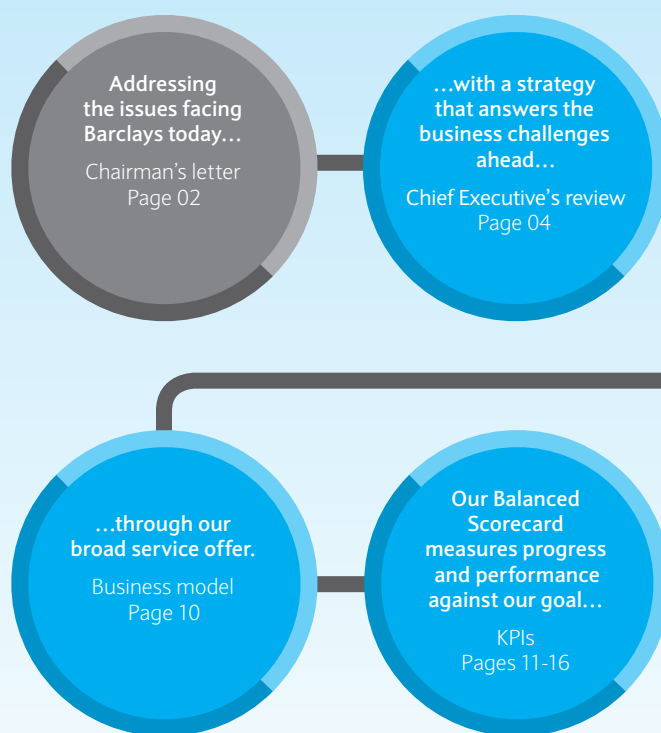 Addressing
the issues facing
Barclays today…
Chairman’s letter
Page 02
…with a strategy
that answers the
business challenges
ahead…
Chief Executive’s review
Page 04
…through our
broad service offer.
Business model
Page 10
Our Balanced
Scorecard
measures progress
and performance
against our goal…
KPIs
Pages 11-16